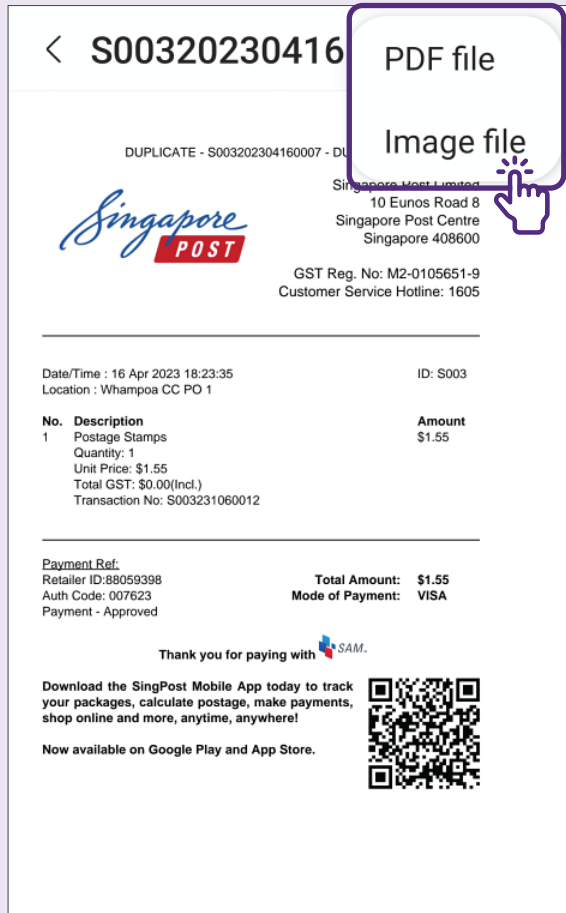 S00320230416
PDF file
Image file
DUPLICATE - S003202304160007 - DU
Singapore Post Limited
10 Eunos Road 8
Singapore Post Centre
Singapore 408600
Singapore
POST
GST Reg. No: M2-0105651-9
Customer Service Hotline: 1605
Date/Time : 16 Apr 2023 18:23:35 ID: S003
Location : Whampoa CC PO 1
No. Description Amount
1 Postage Stamps $1.55
Quantity: 1
Unit Price: $1.55
Total GST: $0.00(Incl.)
Transaction No: S003231060012
Payment Ref:
Retailer ID:88059398 Total Amount: $1.55
Auth Code: 007623 Mode of Payment: VISA
Payment - Approved
Thank you for paying with SAM.
Download the SingPost Mobile App today to track
your packages, calculate postage, make payments,
shop online and more, anytime, anywhere!
Now available on Google Play and App Store.